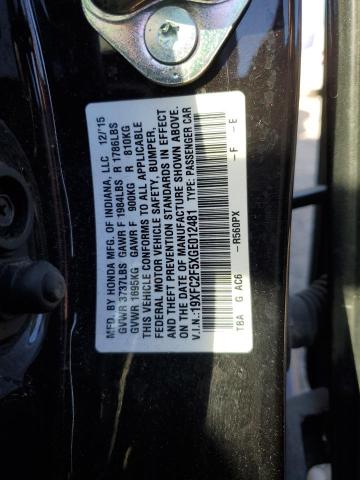 MFD. BY HONDA MFG. OF INDIANA, LLC 12/'15
GVWR 3737LBS GAWR F 1984LBS R 1786LBS
GVWR 1695KG GAWR F 900KG R 810KG
THIS VEHICLE CONFORMS TO ALL APPLICABLE
FEDERAL MOTOR VEHICLE SAFETY, BUMPER,
AND THEFT PREVENTION STANDARDS IN EFFECT
ON THE DATE OF MANUFACTURE SHOWN ABOVE.
V.I.N.:19XFC2F5XGE012481 TYPE: PASSENGER CAR
-R560PX -F -E
TBA G AC6